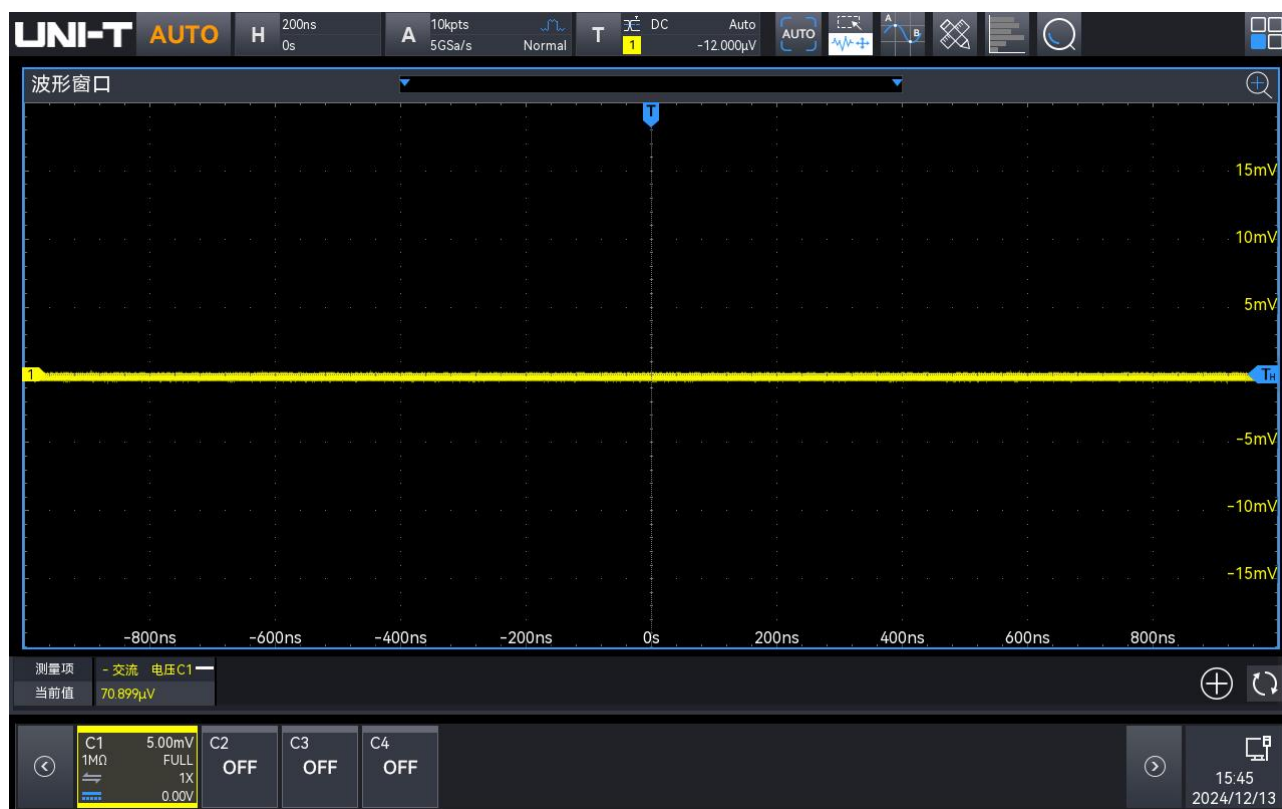 UNI-T AUTO H 200ns 0s A 10kpts 5GSa/s Normal T 1 DC Auto -12.000μV AUTO A B
波形窗口
T
15mV
10mV
5mV
1 TH
-5mV
-10mV
-15mV
-800ns -600ns -400ns -200ns 0s 200ns 400ns 600ns 800ns
测量项 - 交流 电压C1
当前值 70.899μV
C1 5.00mV C2 C3 C4
1MΩ FULL OFF OFF OFF
1X
0.00V
15:45
2024/12/13